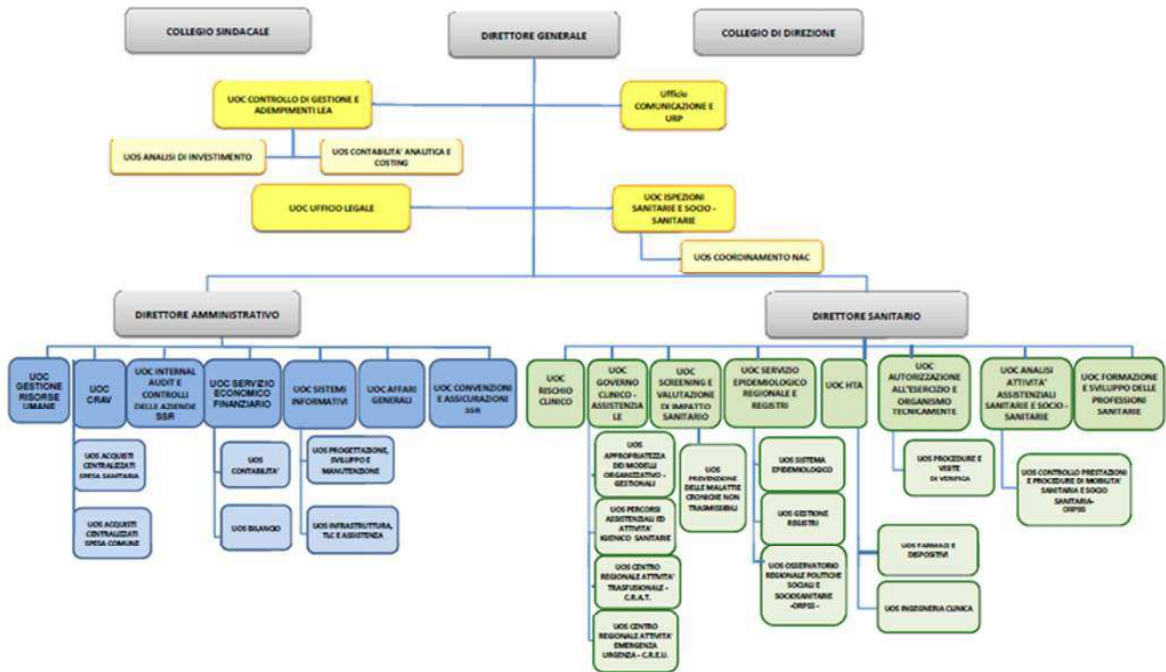 COLLEGIO SINDACALE
DIRETTORE GENERALE
COLLEGIO DI DIREZIONE
UOC CONTROLLO DI GESTIONE E
ADEMPIMENTI LEA
Ufficio
COMUNICAZIONE E
URP
UOS ANALISI DI INVESTIMENTO
UOS CONTABILITA' ANALITICA E
COSTING
UOC UFFICIO LEGALE
UOC ISPEZIONI
SANITARIE E SOCIO -
SANITARIE
UOS COORDINAMENTO NAC
DIRETTORE AMMINISTRATIVO
DIRETTORE SANITARIO
UOC
GESTIONE
RISORSE
UMANE
UOC
CRAV
UOC INTERNAL
AUDIT E
CONTROLLI
DELLE AZIENDE
SSR
UOC SERVIZIO
ECONOMICO
FINANZIARIO
UOC SISTEMI
INFORMATIVI
UOC AFFARI
GENERALI
UOC CONVENZIONI
E ASSICURAZIONI
SSR
UOC
RISCHIO
CLINICO
UOC
GOVERNO
CLINICO -
ASSISTENZIA
LE
UOC
SCREENING E
VALUTAZIONE
DI IMPATTO
SANITARIO
UOC SERVIZIO
EPIDEMIOLOGICO
REGIONALE E
REGISTRI
UOC HTA
UOC
AUTORIZZAZIONE
ALL'ESERCIZIO E
ORGANISMO
TECNICAMENTE
UOC ANALISI
ATTIVITA'
ASSISTENZIALI
SANITARIE E SOCIO -
SANITARIE
UOC FORMAZIONE
E SVILUPPO DELLE
PROFESSIONI
SANITARIE
UOS ACQUISTI
CENTRALIZZATI
SPESA SANITARIA
UOS ACQUISTI
CENTRALIZZATI
SPESA COMUNE
UOS
CONTABILITA'
UOS BILANCIO
UOS PROGETTAZIONE,
SVILUPPO E
MANUTENZIONE
UOS INFRASTRUTTURA,
TLC E ASSISTENZA
UOS
APPROPRIATEZZA
DEI MODELLI
ORGANIZZATIVO -
GESTIONALI
UOS PERCORSI
ASSISTENZIALI ED
ATTIVITA'
IGIENICO SANITARIE
UOS CENTRO
REGIONALE ATTIVITA'
TRASFUSIONALE -
C.R.A.T.
UOS CENTRO
REGIONALE ATTIVITA'
EMERGENZA
URGENZA - C.R.E.U.
UOS
PREVENZIONE
DELLE MALATTIE
CRONICHE NON
TRASMISSIBILI
UOS SISTEMA
EPIDEMIOLOGICO
UOS GESTIONE
REGISTRI
UOS OSSERVATORIO
REGIONALE POLITICHE
SOCIALI E
SOCIOSANITARIE
-ORPSS -
UOS PROCEDURE E
VISITE
DI VERIFICA
UOS FARMACI E
DISPOSITIVI
UOS INGEGNERIA CLINICA
UOS CONTROLLO PRESTAZIONI
E PROCEDURE DI MOBILITA'
SANITARIA E SOCIO
SANITARIA-
ORPSS